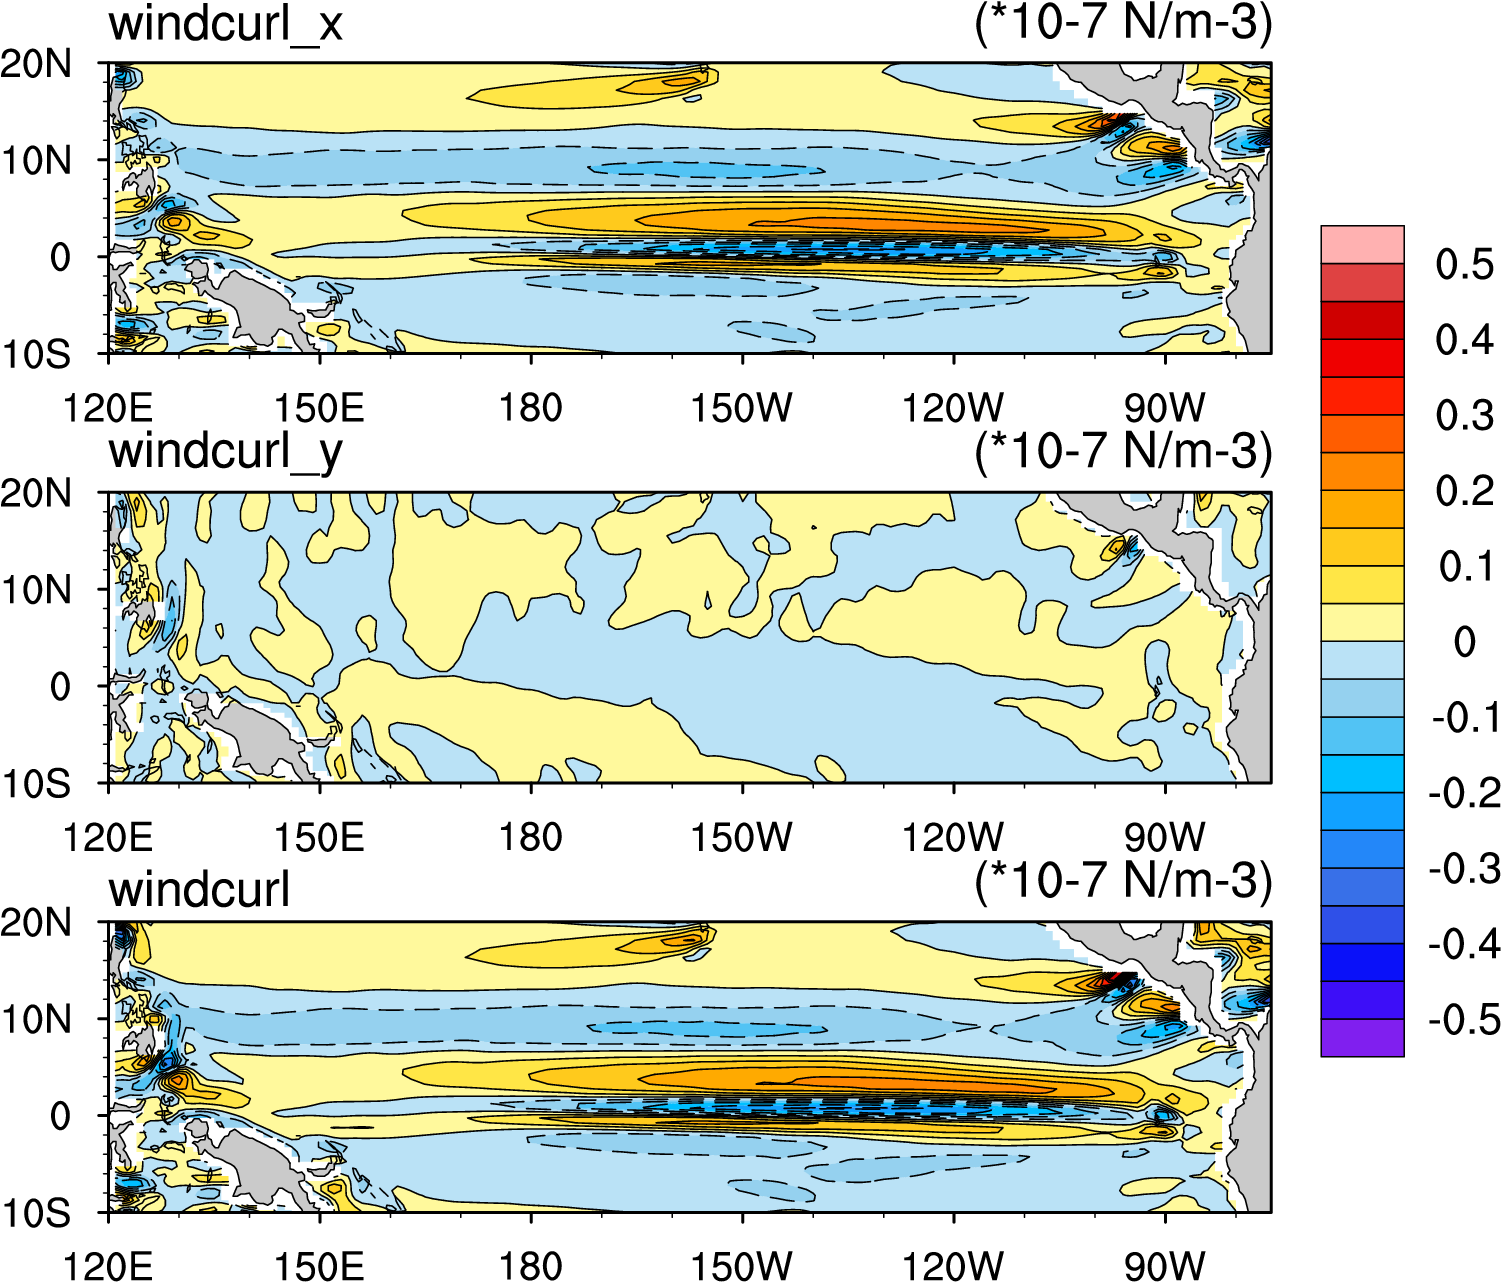 windcurl_x (*10-7 N/m-3)
20N
10N
0
10S
120E 150E 180 150W 120W 90W
windcurl_y (*10-7 N/m-3)
20N
10N
0
10S
120E 150E 180 150W 120W 90W
windcurl (*10-7 N/m-3)
20N
10N
0
10S
120E 150E 180 150W 120W 90W
0.5
0.4
0.3
0.2
0.1
0
-0.1
-0.2
-0.3
-0.4
-0.5